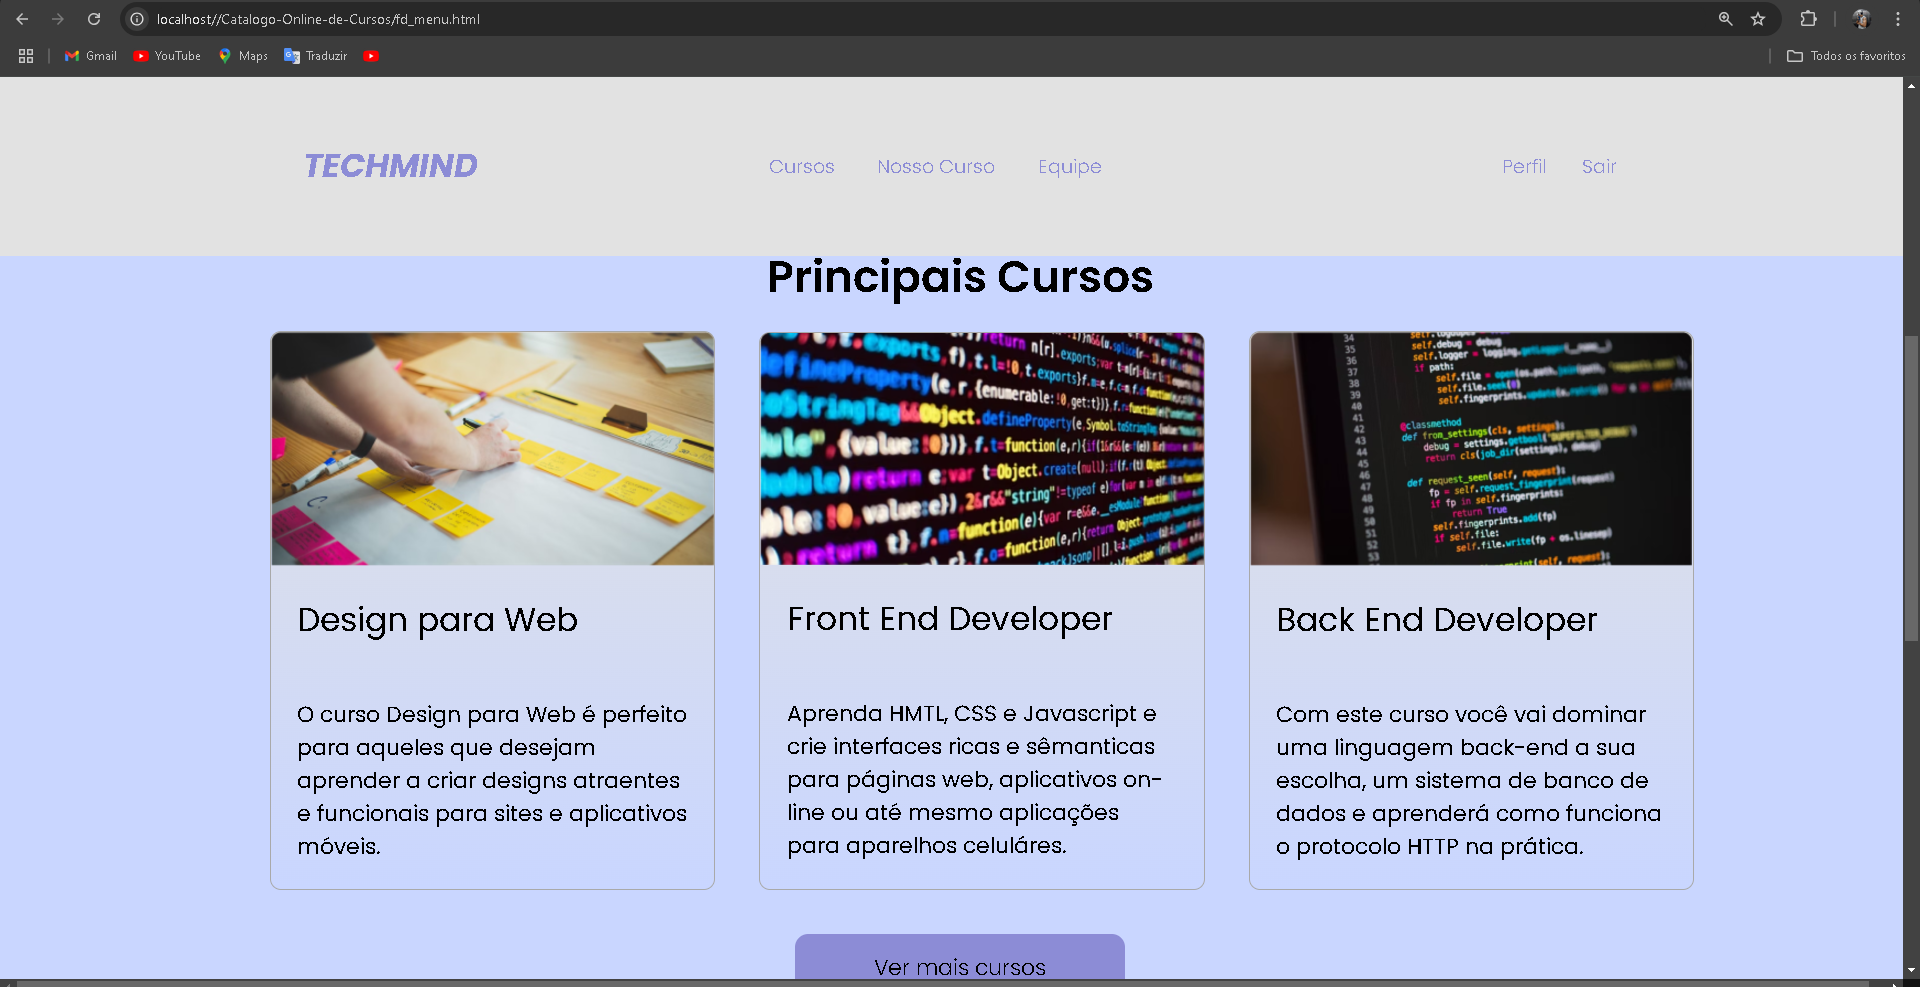 localhost//Catalogo-Online-de-Cursos/fd_menu.html
Gmail YouTube Maps Traduzir Todos os favoritos
TECHMIND Cursos Nosso Curso Equipe Perfil Sair
Principais Cursos
Design para Web
O curso Design para Web é perfeito
para aqueles que desejam
aprender a criar designs atraentes
e funcionais para sites e aplicativos
móveis.
Front End Developer
Aprenda HMTL, CSS e Javascript e
crie interfaces ricas e sêmanticas
para páginas web, aplicativos on-
line ou até mesmo aplicações
para aparelhos celuláres.
Back End Developer
Com este curso você vai dominar
uma linguagem back-end a sua
escolha, um sistema de banco de
dados e aprenderá como funciona
o protocolo HTTP na prática.
Ver mais cursos